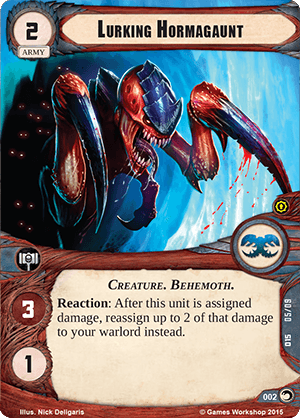 2
ARMY
Lurking Hormagaunt
Creature. Behemoth.
3
Reaction: After this unit is assigned
damage, reassign up to 2 of that damage
to your warlord instead.
1
015 05/09
002
Illus. Nick Deligaris
© Games Workshop 2015